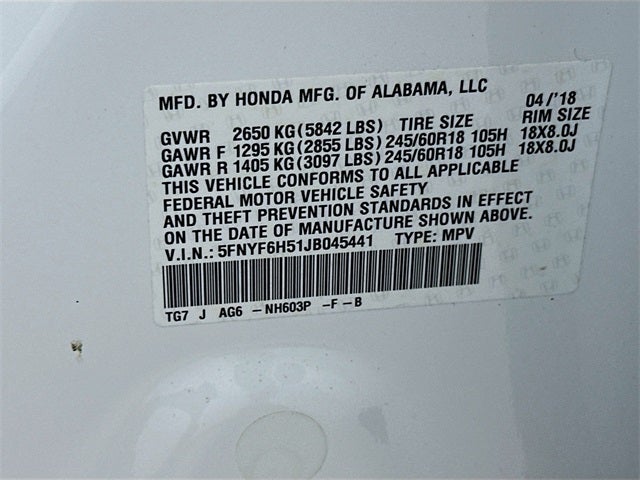 MFD. BY HONDA MFG. OF ALABAMA, LLC
04/'18
GVWR 2650 KG(5842 LBS) TIRE SIZE RIM SIZE
GAWR F 1295 KG(2855 LBS) 245/60R18 105H 18X8.0J
GAWR R 1405 KG(3097 LBS) 245/60R18 105H 18X8.0J
THIS VEHICLE CONFORMS TO ALL APPLICABLE
FEDERAL MOTOR VEHICLE SAFETY
AND THEFT PREVENTION STANDARDS IN EFFECT
ON THE DATE OF MANUFACTURE SHOWN ABOVE.
V.I.N.: 5FNYF6H51JB045441 TYPE: MPV
TG7 J AG6 -NH603P -F-B